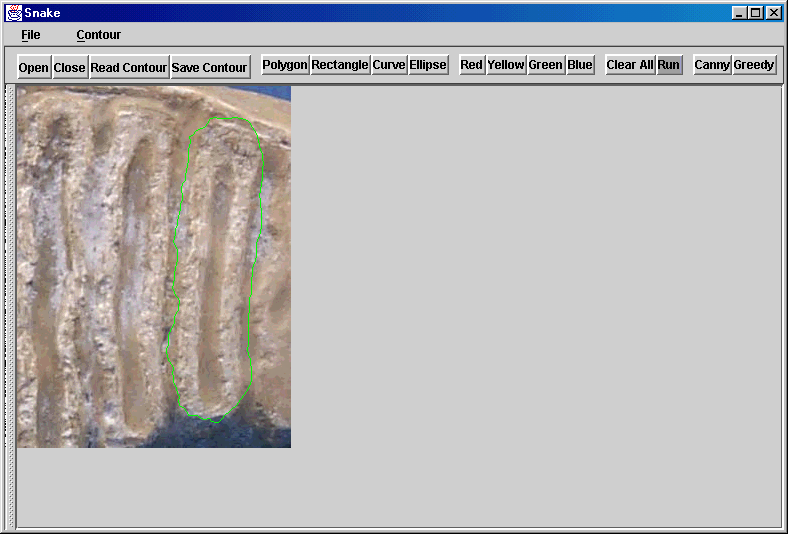 Snake
File Contour
Open Close Read Contour Save Contour Polygon Rectangle Curve Ellipse Red Yellow Green Blue Clear All Run Canny Greedy